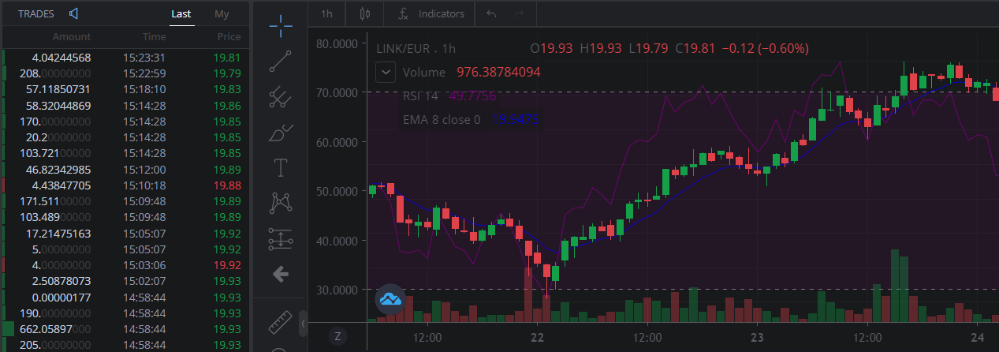 TRADES Last My
Amount Time Price
4.04244568 15:23:31 19.81
208.00000000 15:22:59 19.79
57.11850731 15:18:10 19.83
58.32044869 15:14:28 19.86
170.00000000 15:14:28 19.85
20.20000000 15:14:28 19.85
103.72100000 15:14:28 19.85
46.82342985 15:12:00 19.89
4.43847705 15:10:18 19.88
171.51100000 15:09:48 19.89
103.48900000 15:09:48 19.89
17.21475163 15:05:07 19.92
5.00000000 15:05:07 19.92
4.00000000 15:03:06 19.92
2.50878073 15:02:07 19.93
0.00000177 14:58:44 19.93
190.00000000 14:58:44 19.93
662.05897000 14:58:44 19.93
205.00000000 14:58:44 19.93
1h fx Indicators
LINK/EUR . 1h O19.93 H19.93 L19.79 C19.81 −0.12 (−0.60%)
Volume 976.38784094
RSI 14 49.7756
EMA 8 close 0 19.9475
80.0000
70.0000
60.0000
50.0000
40.0000
30.0000
Z 12:00 22 12:00 23 12:00 24